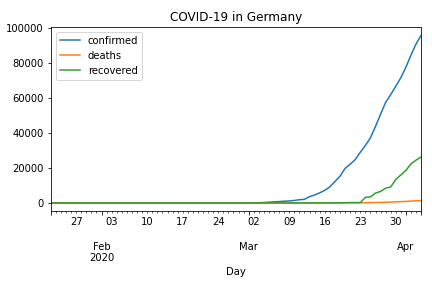 COVID-19 in Germany
100000
80000
60000
40000
20000
0
confirmed
deaths
recovered
27 03 10 17 24 02 09 16 23 30
Feb Mar Apr
2020
Day